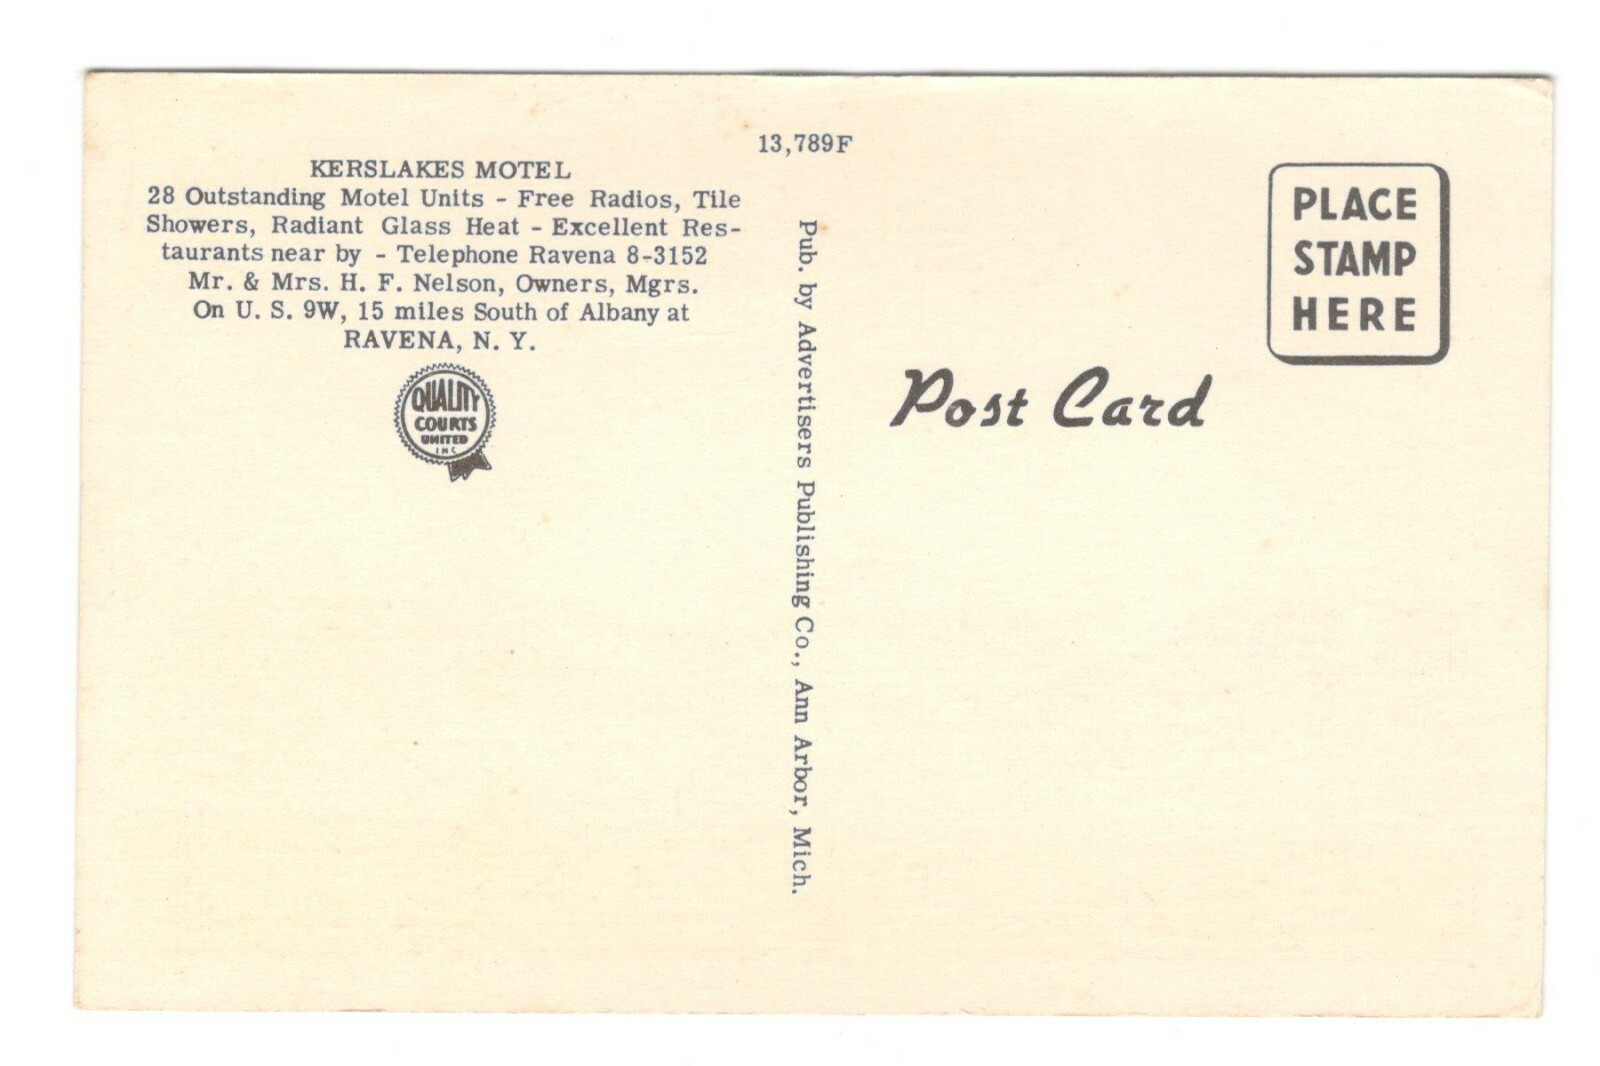 13,789F
KERSLAKES MOTEL
28 Outstanding Motel Units - Free Radios, Tile
Showers, Radiant Glass Heat - Excellent Res-
taurants near by - Telephone Ravena 8-3152
Mr. & Mrs. H. F. Nelson, Owners, Mgrs.
On U. S. 9W, 15 miles South of Albany at
RAVENA, N. Y.
QUALITY
COURTS
UNITED
INC
Pub. by Advertisers Publishing Co., Ann Arbor, Mich.
PLACE
STAMP
HERE
Post Card